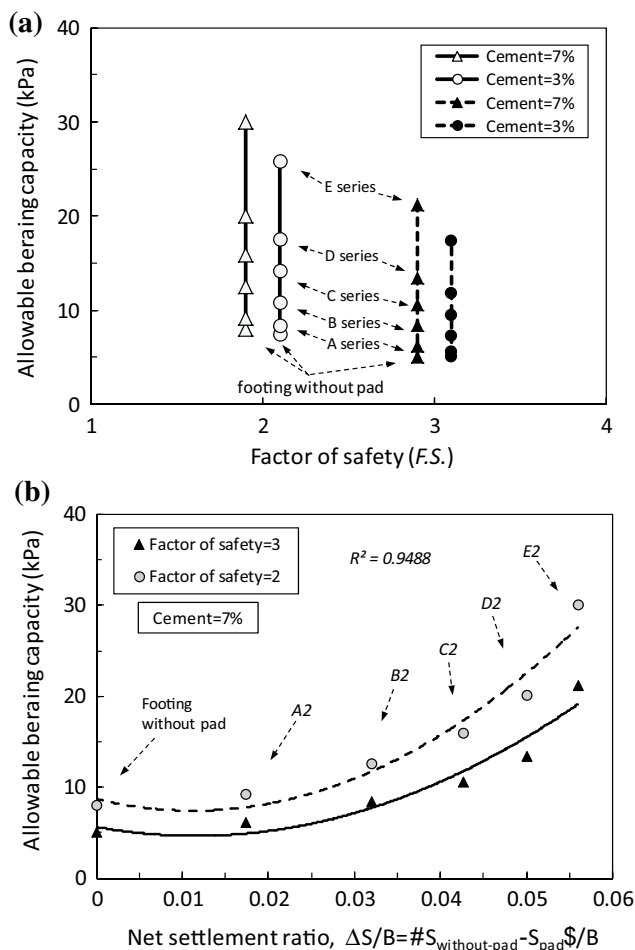 (a)
40
30
20
10
0
Allowable beraing capacity (kPa)
Cement=7%
Cement=3%
Cement=7%
Cement=3%
E series
D series
C series
B series
A series
footing without pad
1
2
3
4
Factor of safety (F.S.)
(b)
40
30
20
10
0
Allowable beraing capacity (kPa)
Factor of safety=3
Factor of safety=2
Cement=7%
R² = 0.9488
E2
D2
C2
B2
A2
Footing
without pad
0
0.01
0.02
0.03
0.04
0.05
0.06
Net settlement ratio, ΔS/B=#Swithout-pad-Spad$/B